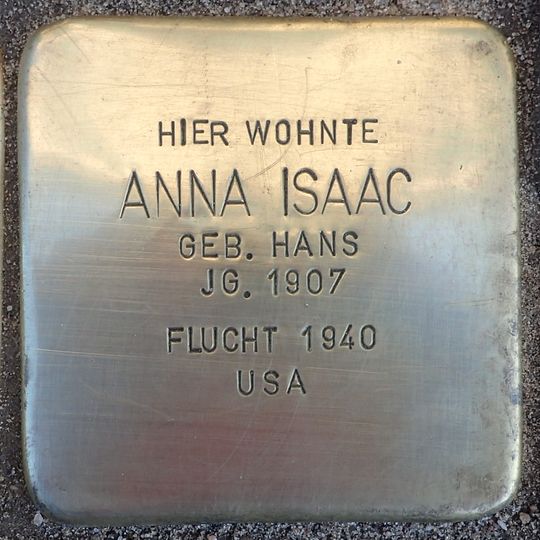 HIER WOHNTE
ANNA ISAAC
GEB. HANS
JG. 1907
FLUCHT 1940
USA